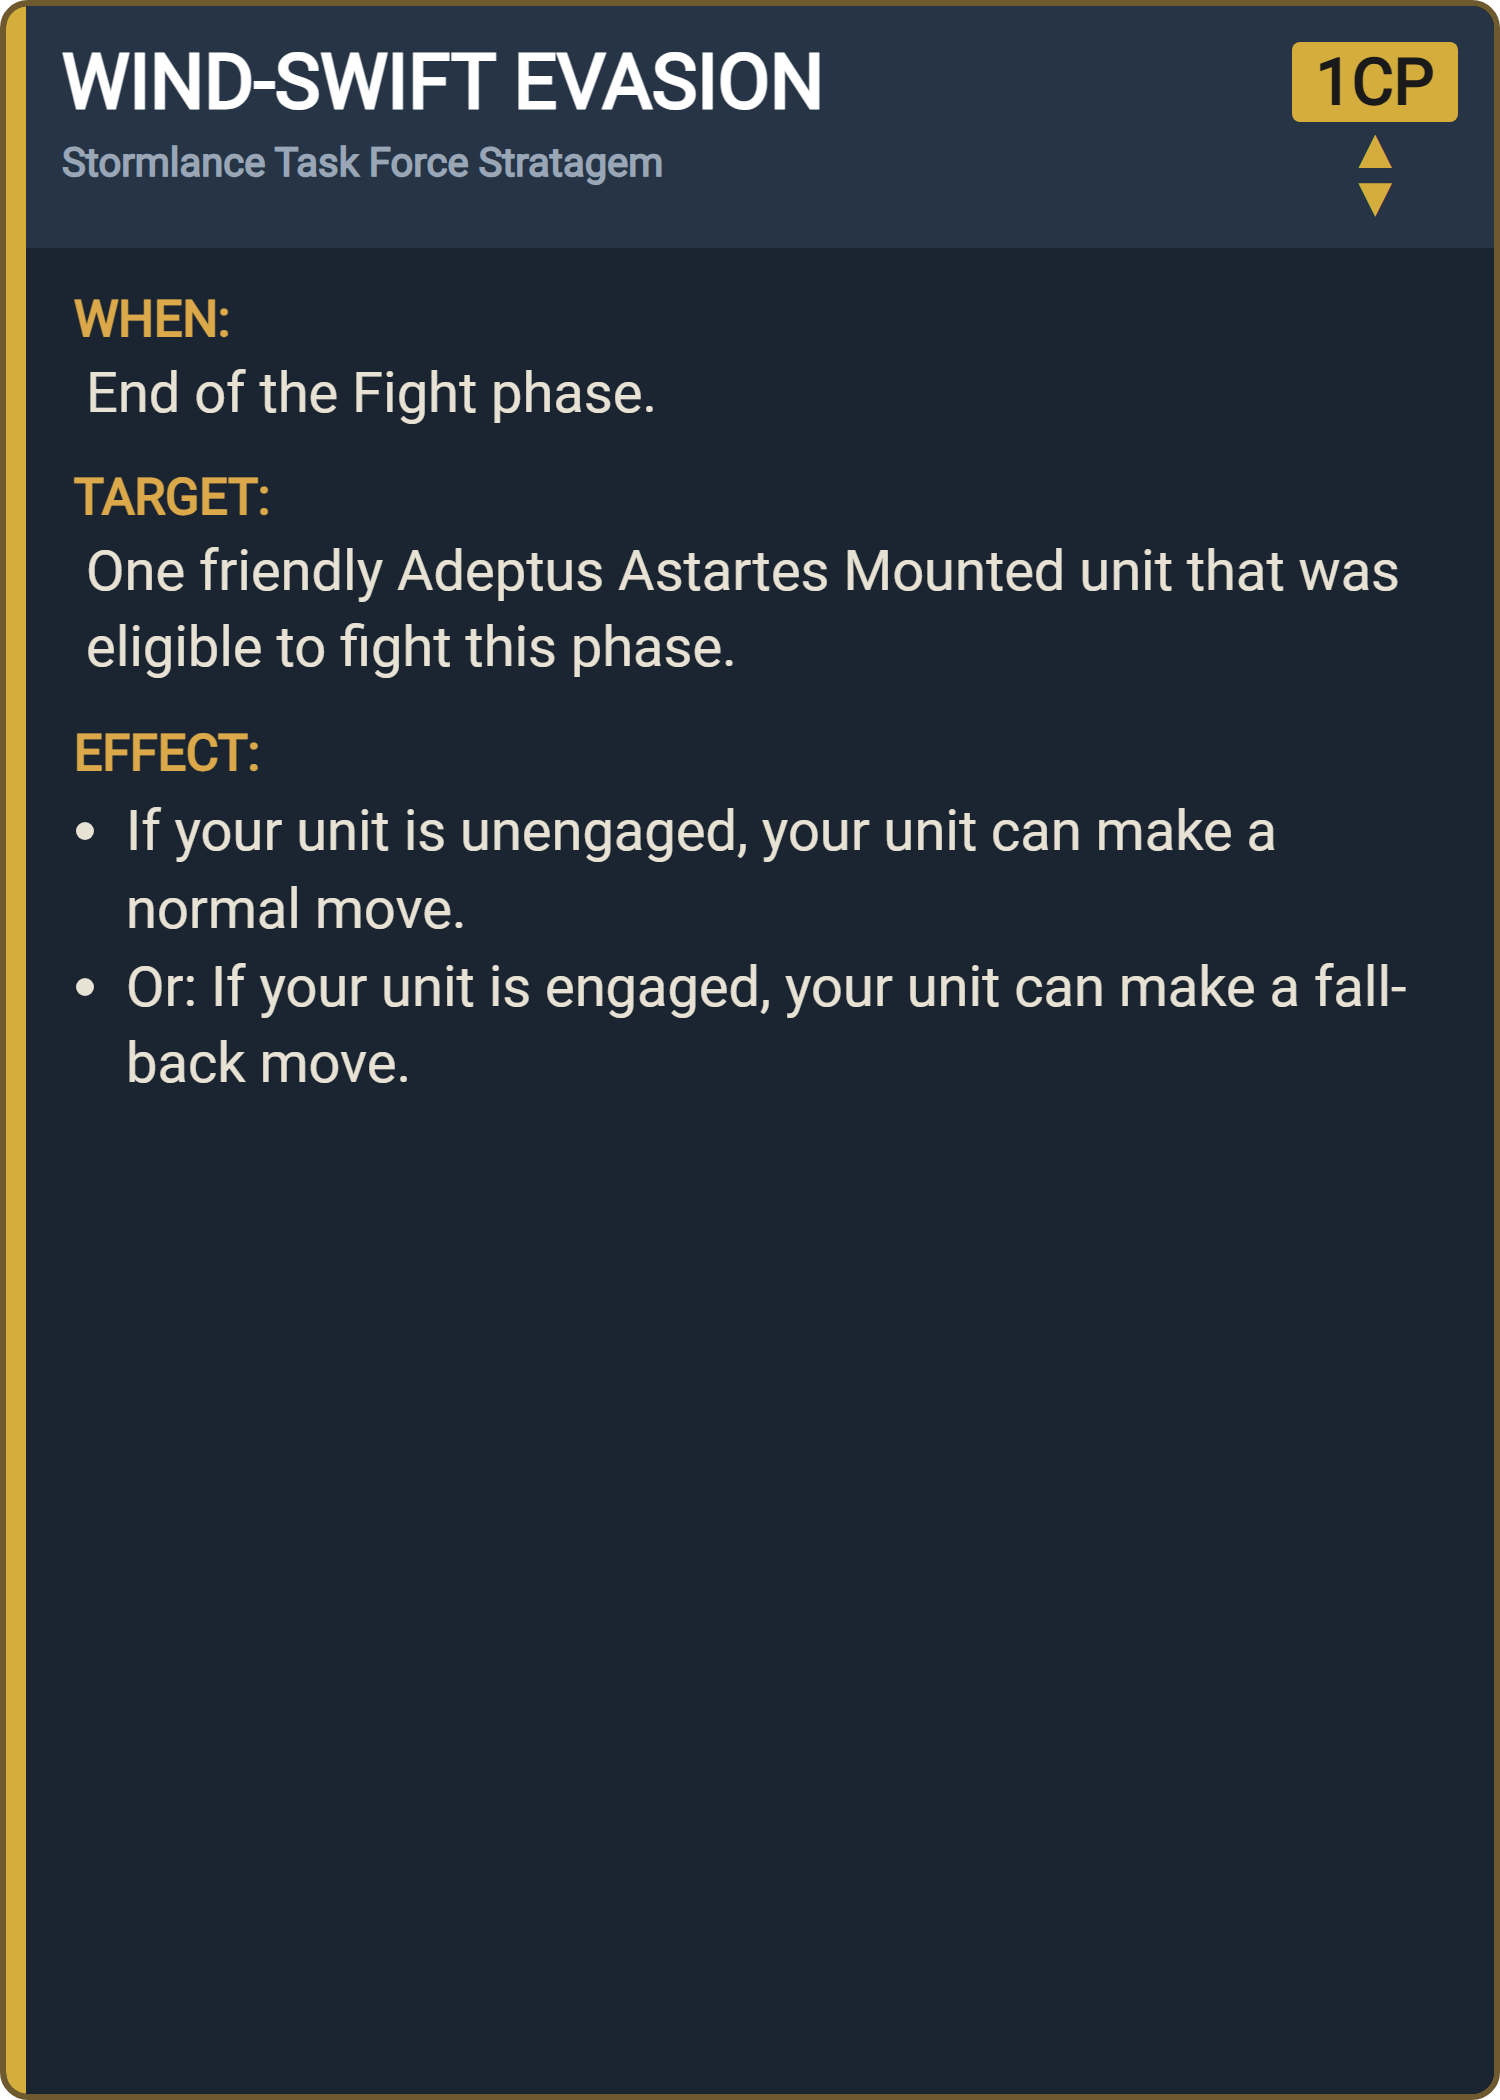 WIND-SWIFT EVASION
Stormlance Task Force Stratagem
1CP
▲
▼
WHEN:
End of the Fight phase.
TARGET:
One friendly Adeptus Astartes Mounted unit that was
eligible to fight this phase.
EFFECT:
• If your unit is unengaged, your unit can make a
normal move.
• Or: If your unit is engaged, your unit can make a fall-
back move.